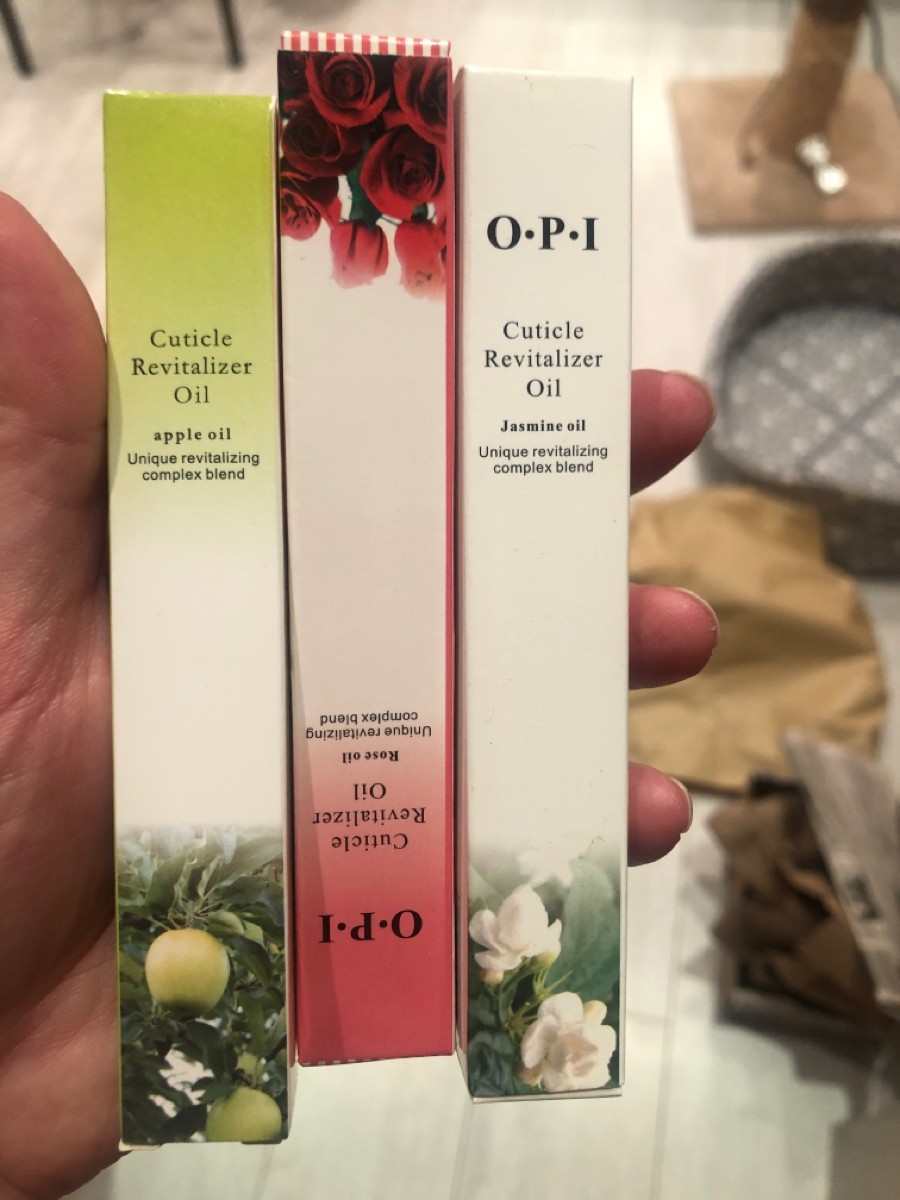 Cuticle
Revitalizer
Oil
apple oil
Unique revitalizing
complex blend
O·P·I
Cuticle
Revitalizer
Oil
Rose oil
Unique revitalizing
complex blend
O·P·I
Cuticle
Revitalizer
Oil
Jasmine oil
Unique revitalizing
complex blend